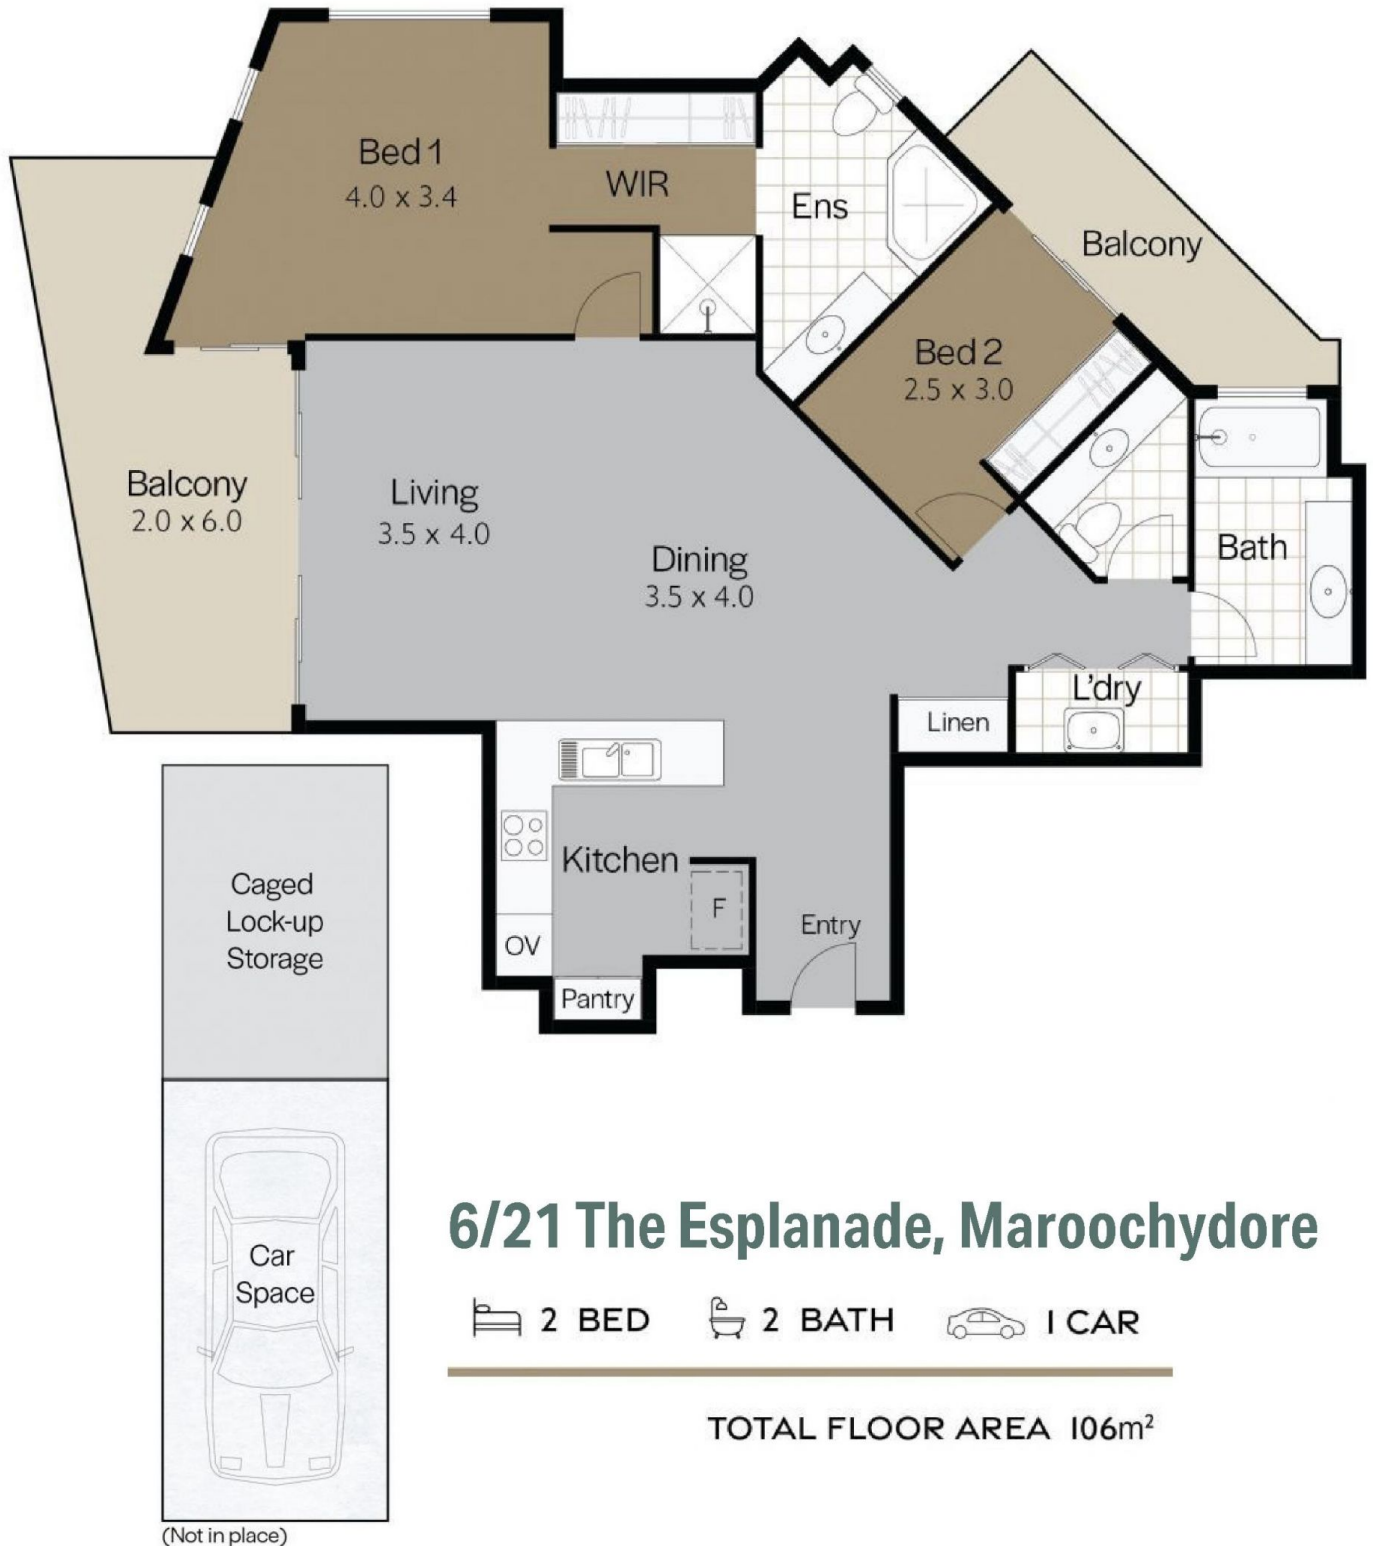 Bed 1
4.0 x 3.4
WIR
Ens
Balcony
Bed 2
2.5 x 3.0
Balcony
2.0 x 6.0
Living
3.5 x 4.0
Dining
3.5 x 4.0
Bath
L'dry
Linen
Kitchen
F
Entry
OV
Pantry
Caged
Lock-up
Storage
Car
Space
(Not in place)
6/21 The Esplanade, Maroochydore
2 BED
2 BATH
1 CAR
TOTAL FLOOR AREA 106m²